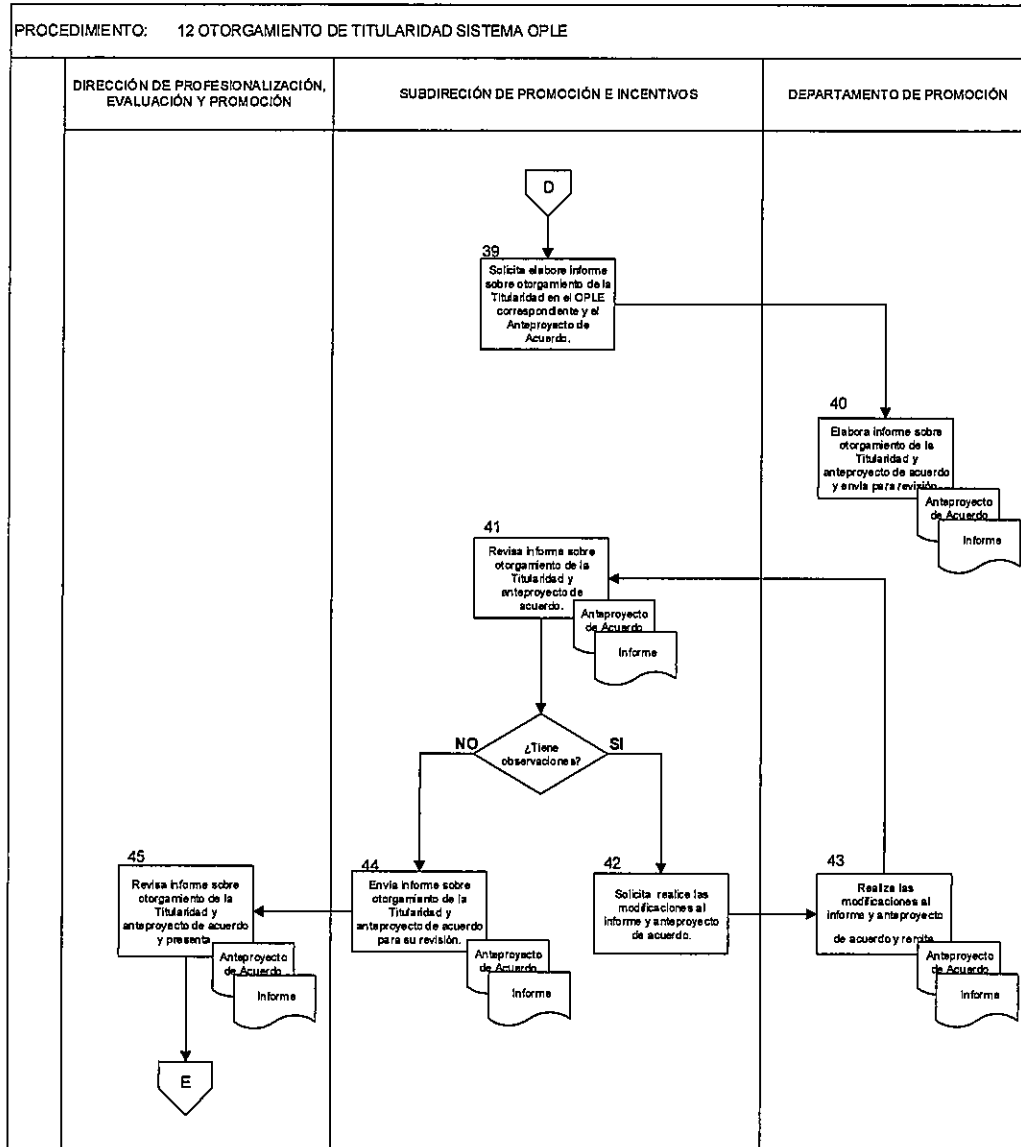 PROCEDIMIENTO: 12 OTORGAMIENTO DE TITULARIDAD SISTEMA OPLE
DIRECCIÓN DE PROFESIONALIZACIÓN,
EVALUACIÓN Y PROMOCIÓN
SUBDIRECIÓN DE PROMOCIÓN E INCENTIVOS
DEPARTAMENTO DE PROMOCIÓN
D
39
Solicita elabore informe
sobre otorgamiento de la
Titularidad en el OPLE
correspondiente y el
Anteproyecto de
Acuerdo.
40
Elabora informe sobre
otorgamiento de la
Titularidad y
anteproyecto de acuerdo
y envía para revisión.
Anteproyecto
de Acuerdo
Informe
41
Revisa informe sobre
otorgamiento de la
Titularidad y
anteproyecto de
acuerdo.
Anteproyecto
de Acuerdo
Informe
¿Tiene
observaciones?
NO
SI
45
Revisa informe sobre
otorgamiento de la
Titularidad y
anteproyecto de acuerdo
y presenta
Anteproyecto
de Acuerdo
Informe
44
Envía informe sobre
otorgamiento de la
Titularidad y
anteproyecto de acuerdo
para su revisión.
Anteproyecto
de Acuerdo
Informe
42
Solicita realice las
modificaciones al
informe y anteproyecto
de acuerdo.
43
Realiza las
modificaciones al
informe y anteproyecto
de acuerdo y remite
Anteproyecto
de Acuerdo
Informe
E